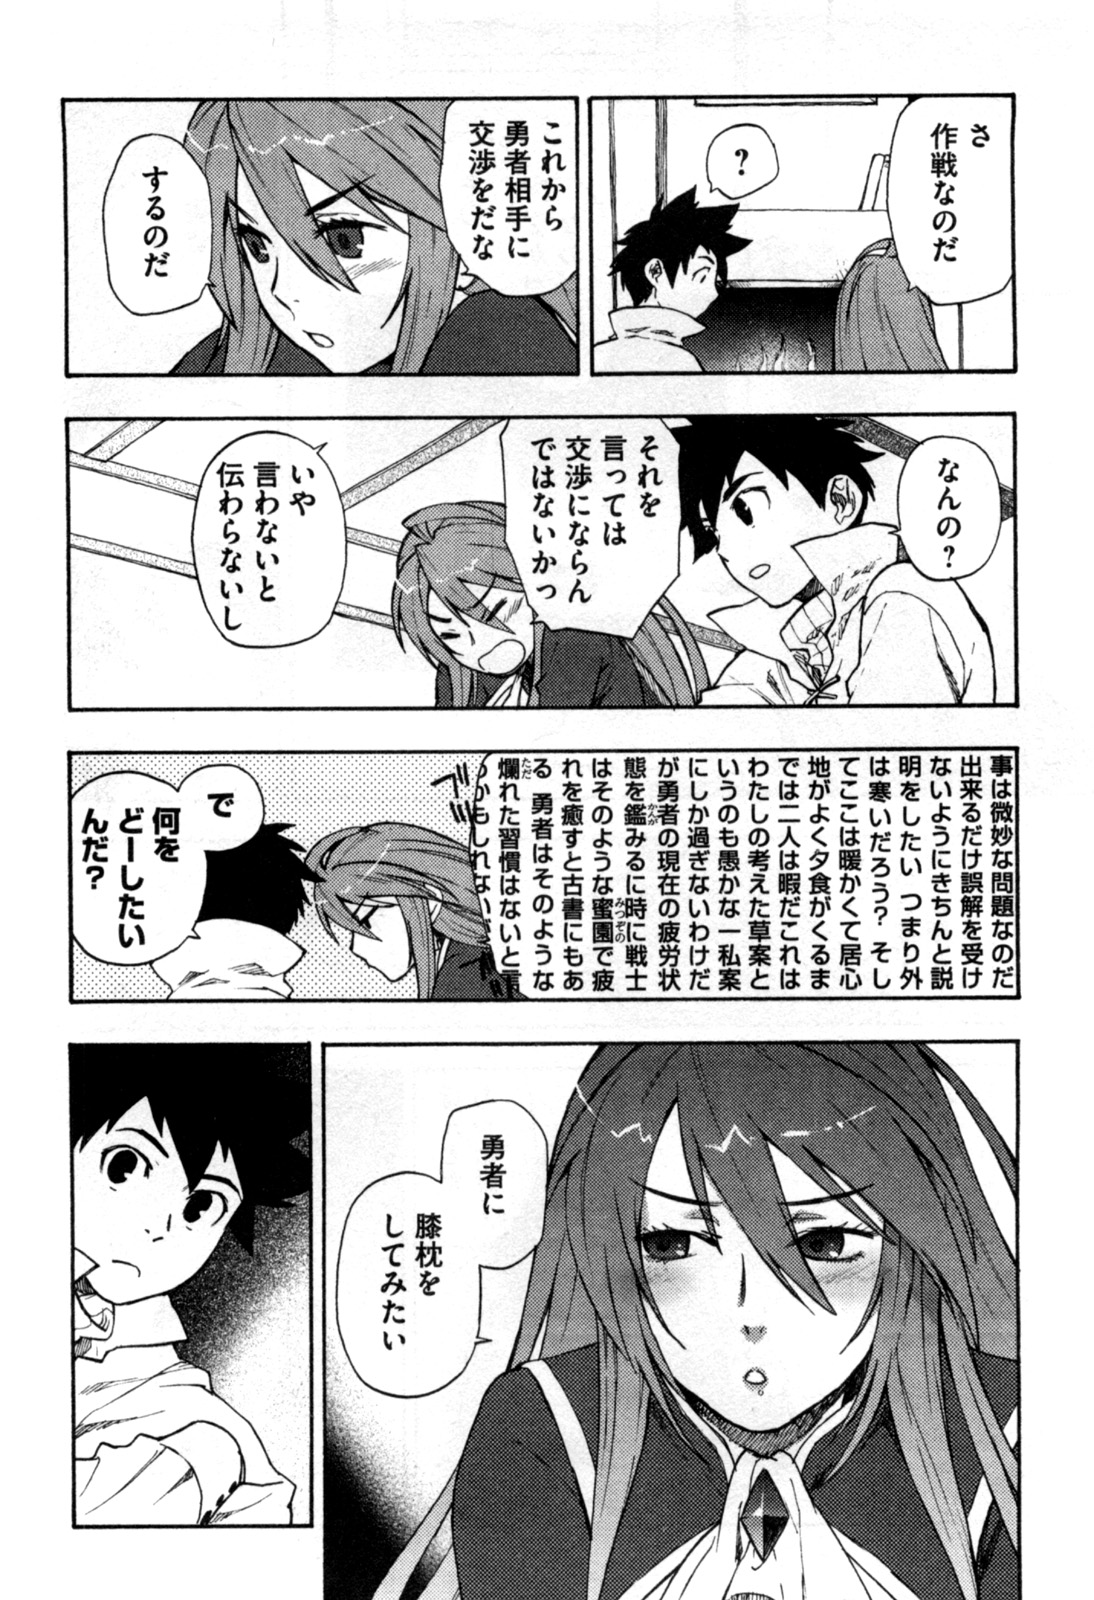 さ
作戦なのだ
？
これから
勇者相手に
交渉をだな
するのだ
なんの？
それを
言っては
交渉にならん
ではないかっ
いや
言わないと
伝わらないし
事は微妙な問題なのだ
出来るだけ誤解を受け
ないようにきちんと説
明をしたい つまり外
は寒いだろう？ そし
てここは暖かくて居心
地がよく夕食がくるま
では二人は暇だこれは
わたしの考えた草案と
いうのも愚かな一私案
にしか過ぎないわけだ
が勇者の現在の疲労状
態を鑑みるに時に戦士
はそのような蜜園で疲
れを癒すと古書にもあ
る 勇者はそのような
爛れた習慣はないと言
うかもしれない
で
何を
どーしたい
んだ？
勇者に
膝枕を
してみたい